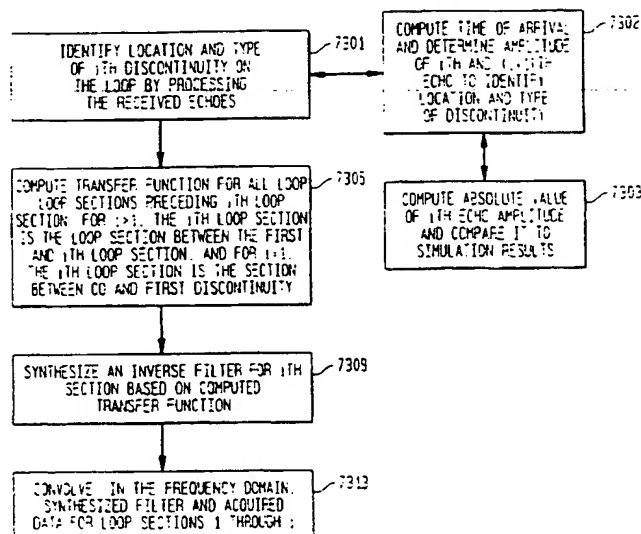 7301
IDENTIFY LOCATION AND TYPE
OF iTH DISCONTINUITY ON
THE LOOP BY PROCESSING
THE RECEIVED ECHOES
7302
COMPUTE TIME OF ARRIVAL
AND DETERMINE AMPLITUDE
OF iTH AND
ECHO TO IDENTIFY
LOCATION AND TYPE
OF DISCONTINUITY
7303
COMPUTE ABSOLUTE VALUE
OF iTH ECHO AMPLITUDE
AND COMPARE IT TO
SIMULATION RESULTS
7305
COMPUTE TRANSFER FUNCTION FOR ALL LOOP
LOOP SECTIONS PRECEDING iTH LOOP
SECTION. FOR i>1, THE iTH LOOP SECTION
IS THE LOOP SECTION BETWEEN THE FIRST
AND iTH LOOP SECTION, AND FOR i=1,
THE iTH LOOP SECTION IS THE SECTION
BETWEEN CO AND FIRST DISCONTINUITY
7309
SYNTHESIZE AN INVERSE FILTER FOR iTH
SECTION BASED ON COMPUTED
TRANSFER FUNCTION
7313
CONVOLVE, IN THE FREQUENCY DOMAIN,
SYNTHESIZED FILTER AND ACQUIRED
DATA FOR LOOP SECTIONS 1 THROUGH i